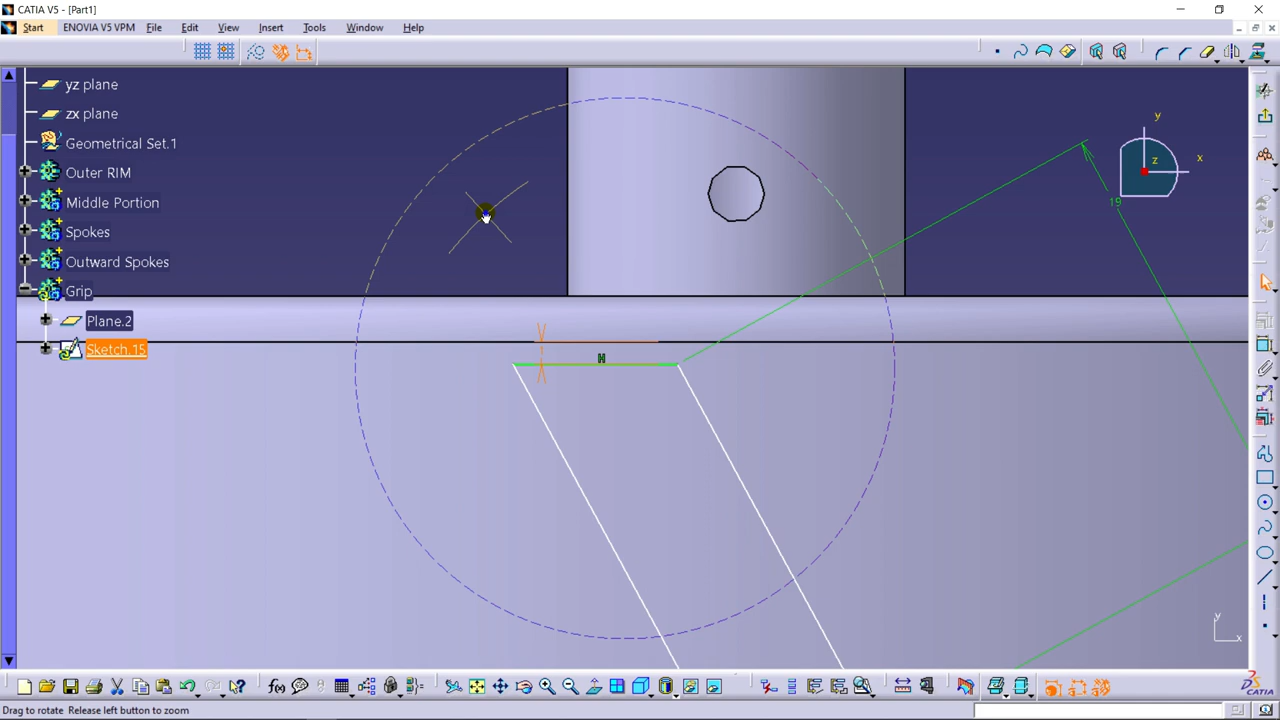 CATIA V5 - [Part1]
Start ENOVIA V5 VPM File Edit View Insert Tools Window Help
yz plane
zx plane
Geometrical Set.1
Outer RIM
Middle Portion
Spokes
Outward Spokes
Grip
Plane.2
Sketch.15
H
19
y
x
z
y
x
f(x)
DS
CATIA
Drag to rotate Release left button to zoom